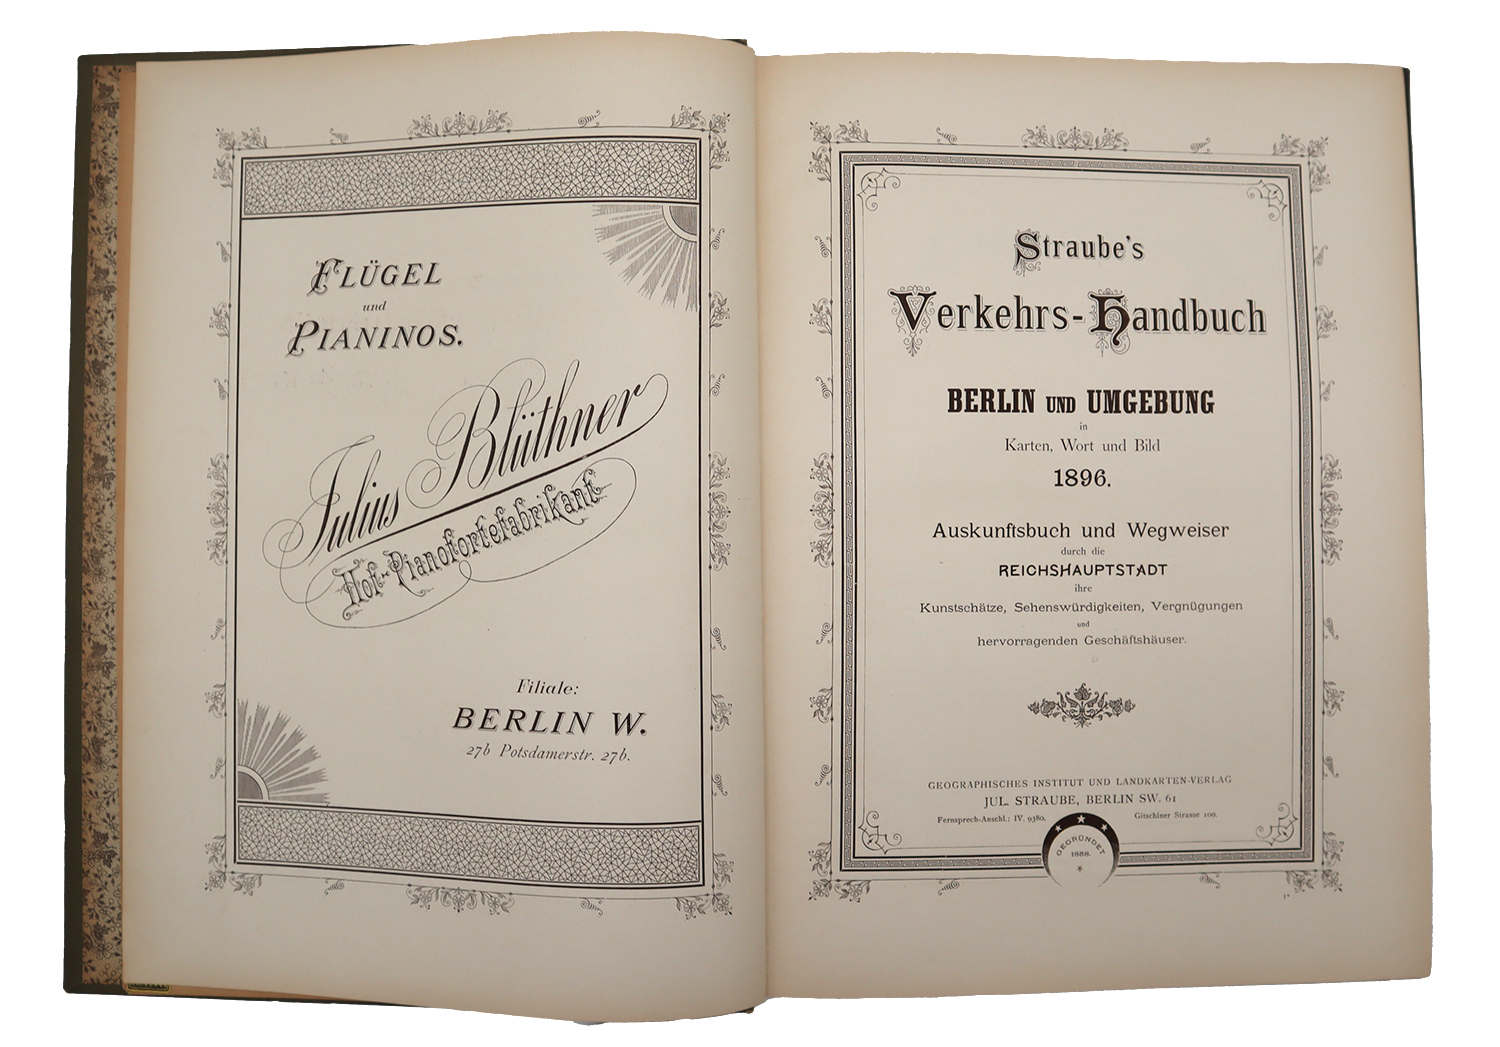 FLÜGEL
und
PIANINOS.
Julius Blüthner
Hof-Pianofortefabrikant
Filiale:
BERLIN W.
27b Potsdamerstr. 27b.
Straube's
Verkehrs-Handbuch
BERLIN UND UMGEBUNG
in
Karten, Wort und Bild
1896.
Auskunftsbuch und Wegweiser
durch die
REICHSHAUPTSTADT
ihre
Kunstschätze, Sehenswürdigkeiten, Vergnügungen
und
hervorragenden Geschäftshäuser.
GEOGRAPHISCHES INSTITUT UND LANDKARTEN-VERLAG
JUL. STRAUBE, BERLIN SW. 61
Fernsprech-Anschl.: IV. 9380. Gitschiner Strasse 109.
GEGRÜNDET
1858.